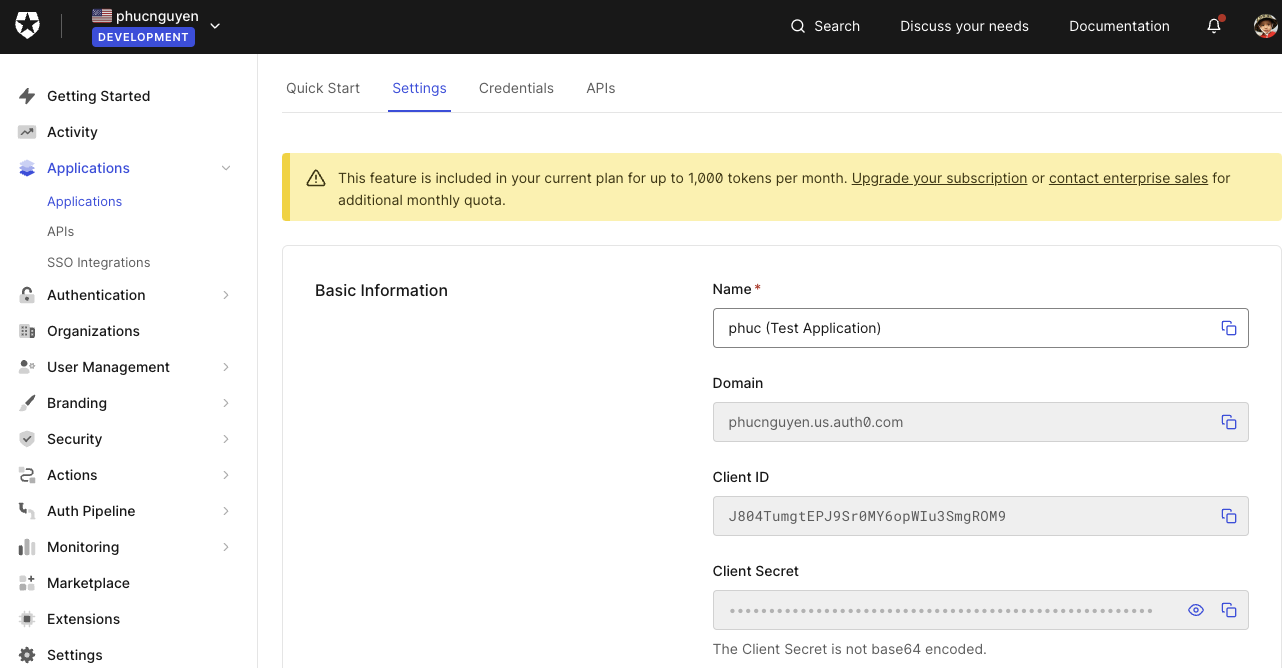 phucnguyen
DEVELOPMENT
Search
Discuss your needs
Documentation
Getting Started
Activity
Applications
Applications
APIs
SSO Integrations
Authentication
Organizations
User Management
Branding
Security
Actions
Auth Pipeline
Monitoring
Marketplace
Extensions
Settings
Quick Start
Settings
Credentials
APIs
This feature is included in your current plan for up to 1,000 tokens per month. Upgrade your subscription or contact enterprise sales for
additional monthly quota.
Basic Information
Name*
phuc (Test Application)
Domain
phucnguyen.us.auth0.com
Client ID
J804TumgtEPJ9Sr0MY6opWIu3SmgROM9
Client Secret
The Client Secret is not base64 encoded.